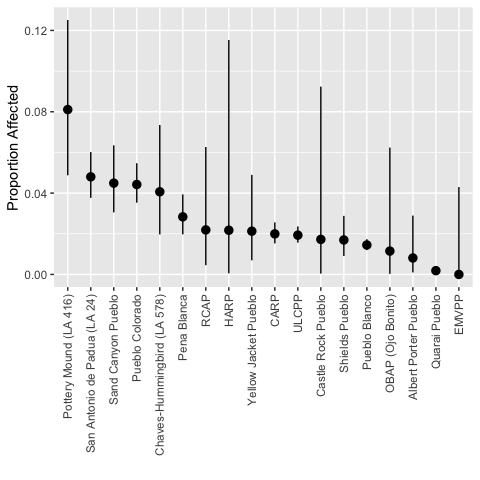 Proportion Affected
0.12
0.08
0.04
0.00
Pottery Mound (LA 416)
San Antonio de Padua (LA 24)
Sand Canyon Pueblo
Pueblo Colorado
Chaves-Hummingbird (LA 578)
Pena Blanca
RCAP
HARP
Yellow Jacket Pueblo
CARP
ULCPP
Castle Rock Pueblo
Shields Pueblo
Pueblo Blanco
OBAP (Ojo Bonito)
Albert Porter Pueblo
Quarai Pueblo
EMVPP